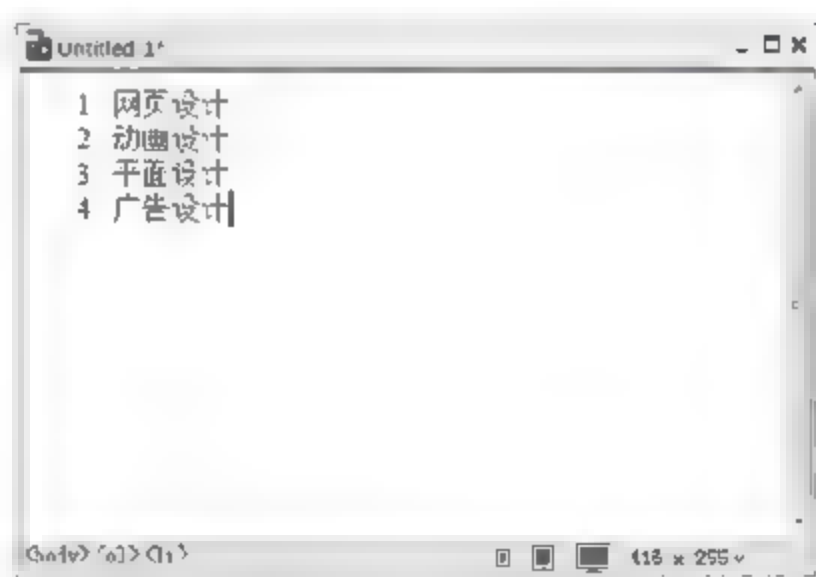 Untitled 1*
1 网页设计
2 动画设计
3 平面设计
4 广告设计
<body> <ol> <li>
416 x 255